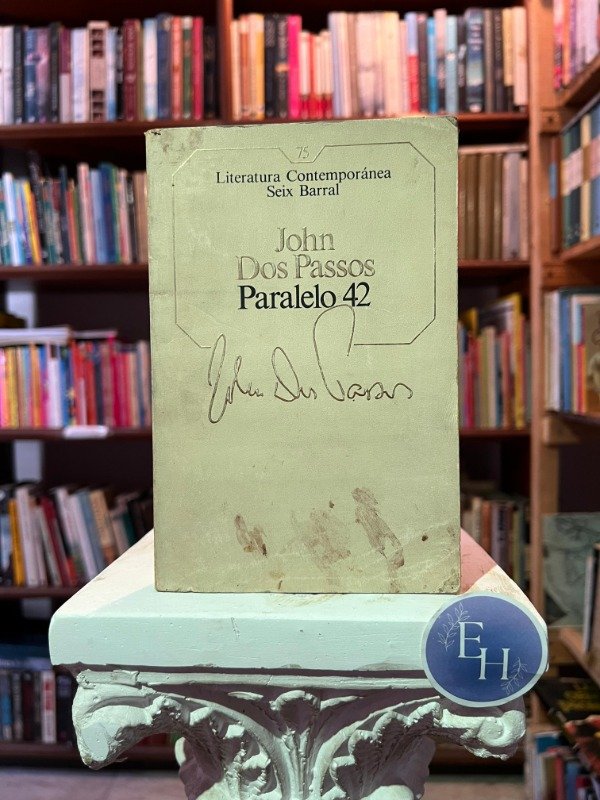 75
Literatura Contemporánea
Seix Barral
John
Dos Passos
Paralelo 42
John Dos Passos
EH